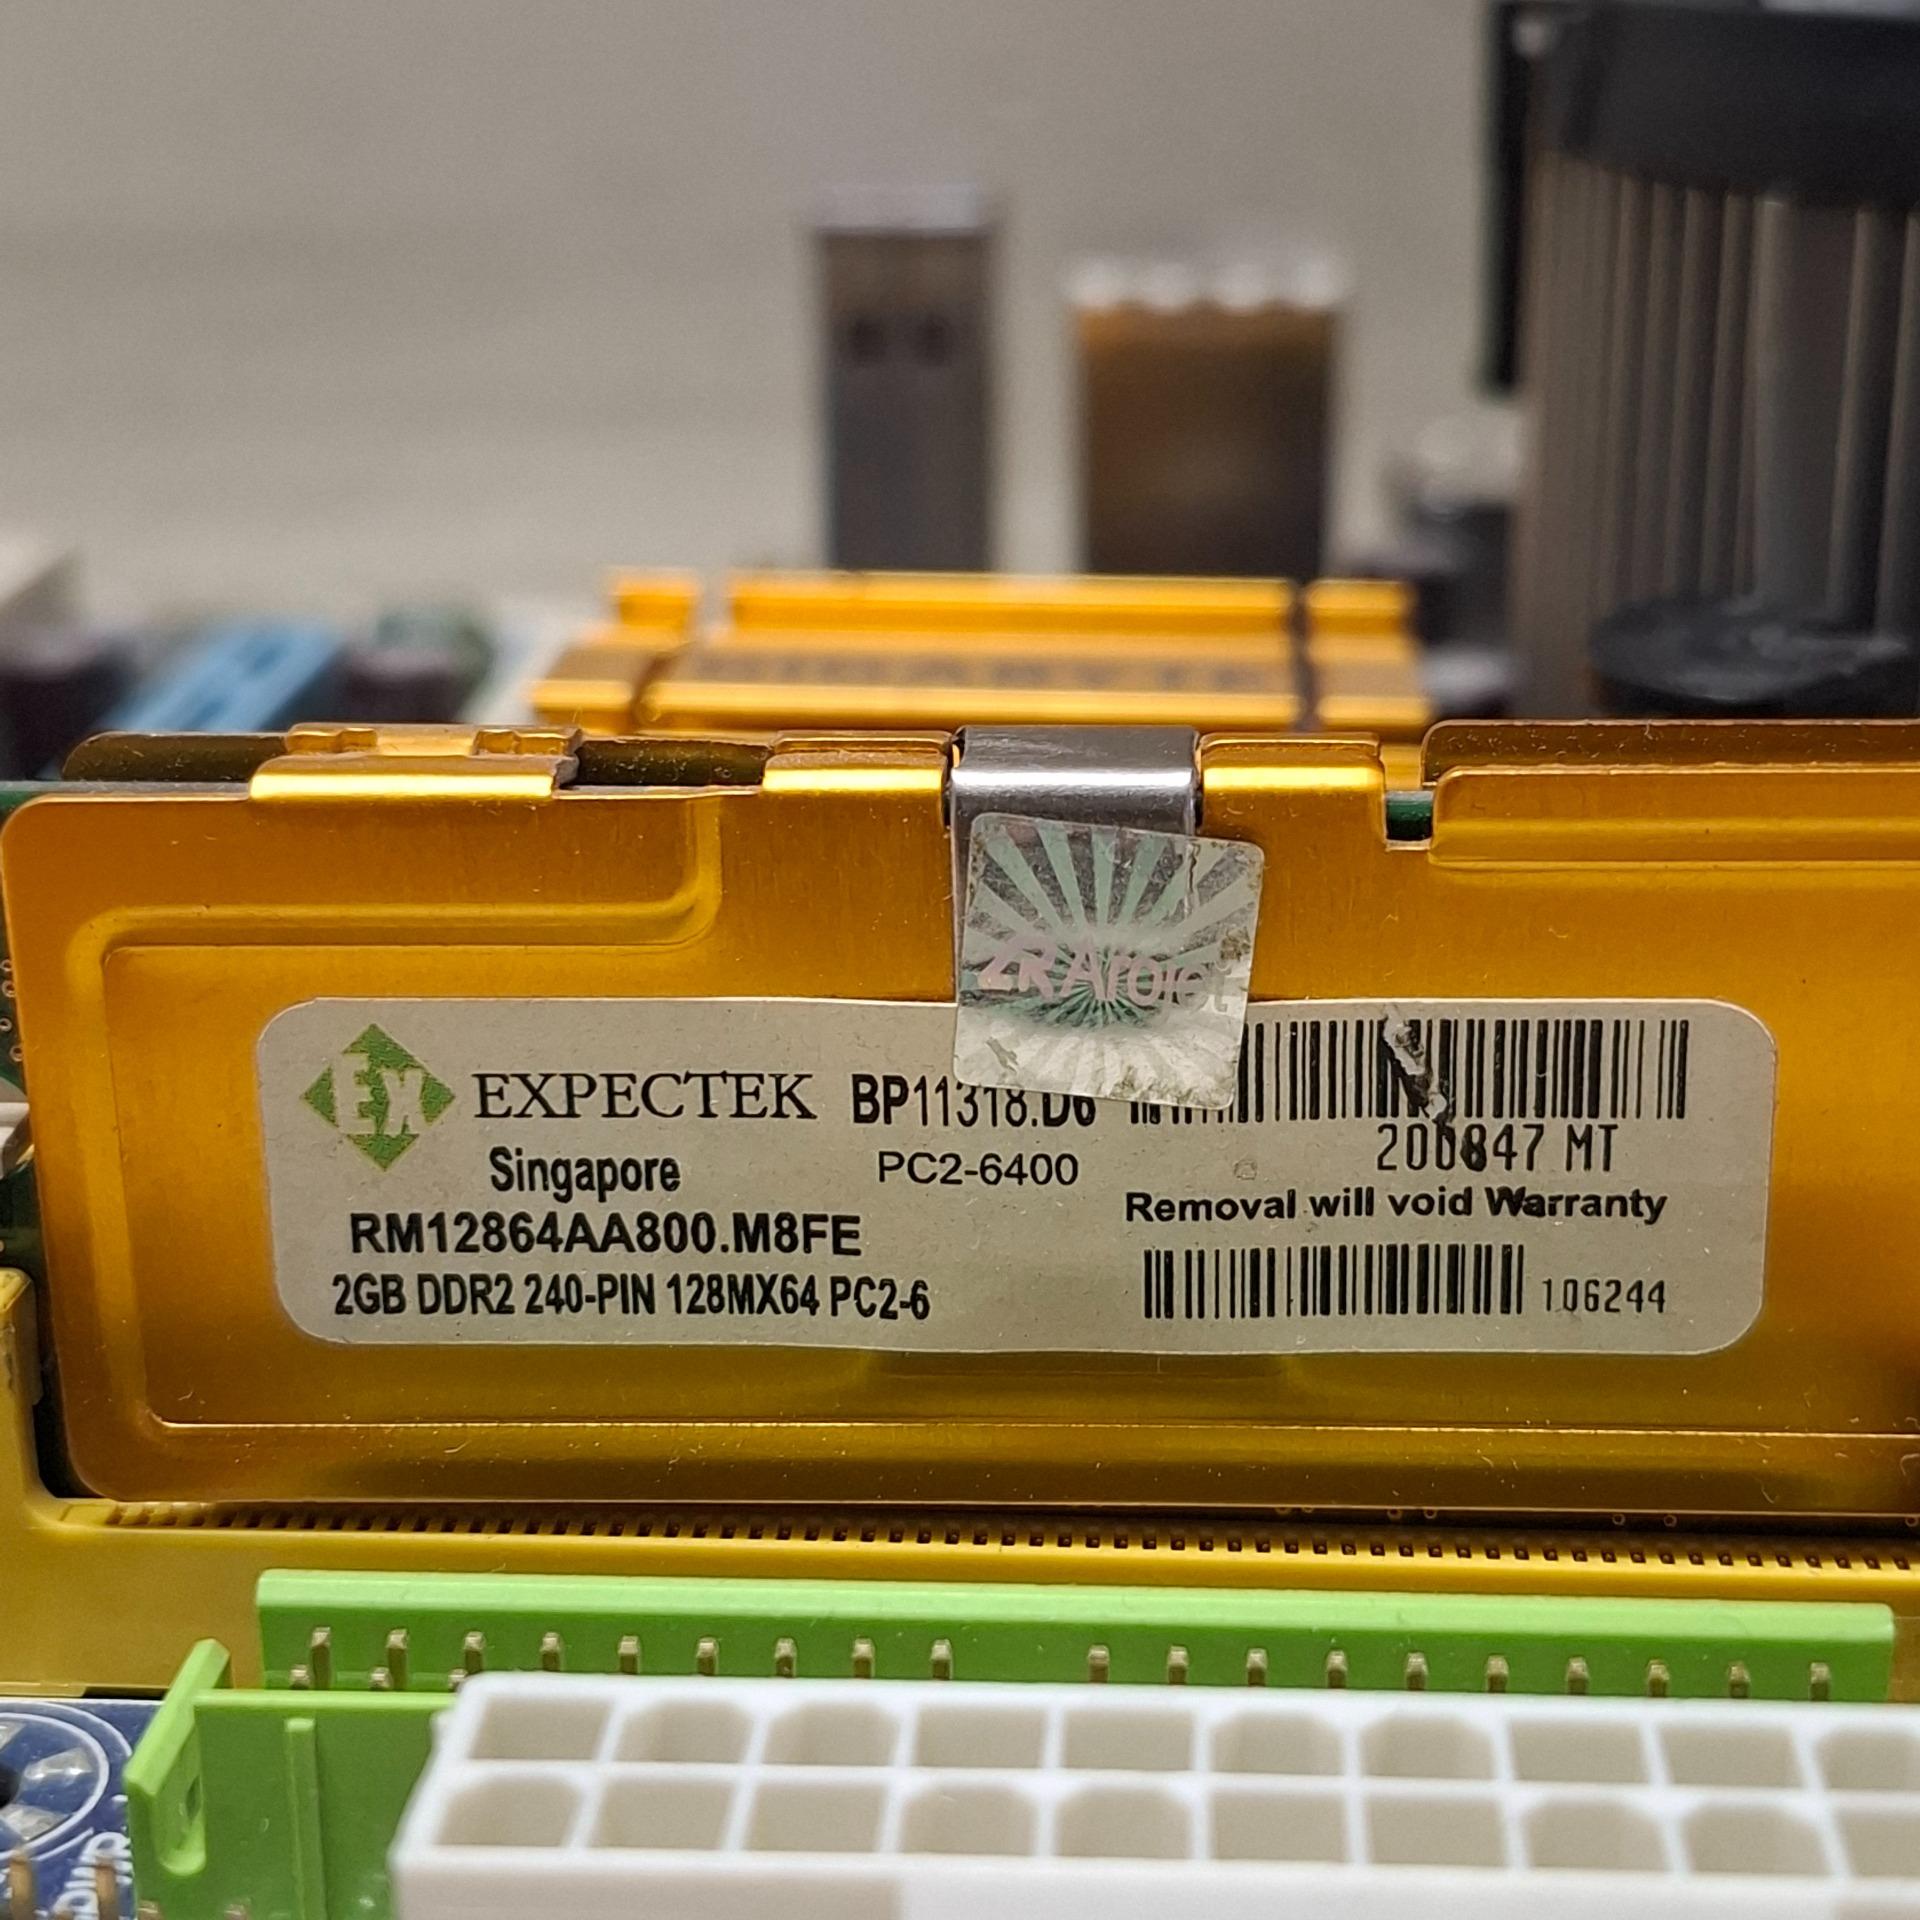 EX EXPECTEK BP11318.D6
Singapore PC2-6400 200847 MT
RM12864AA800.M8FE Removal will void Warranty
2GB DDR2 240-PIN 128MX64 PC2-6 106244